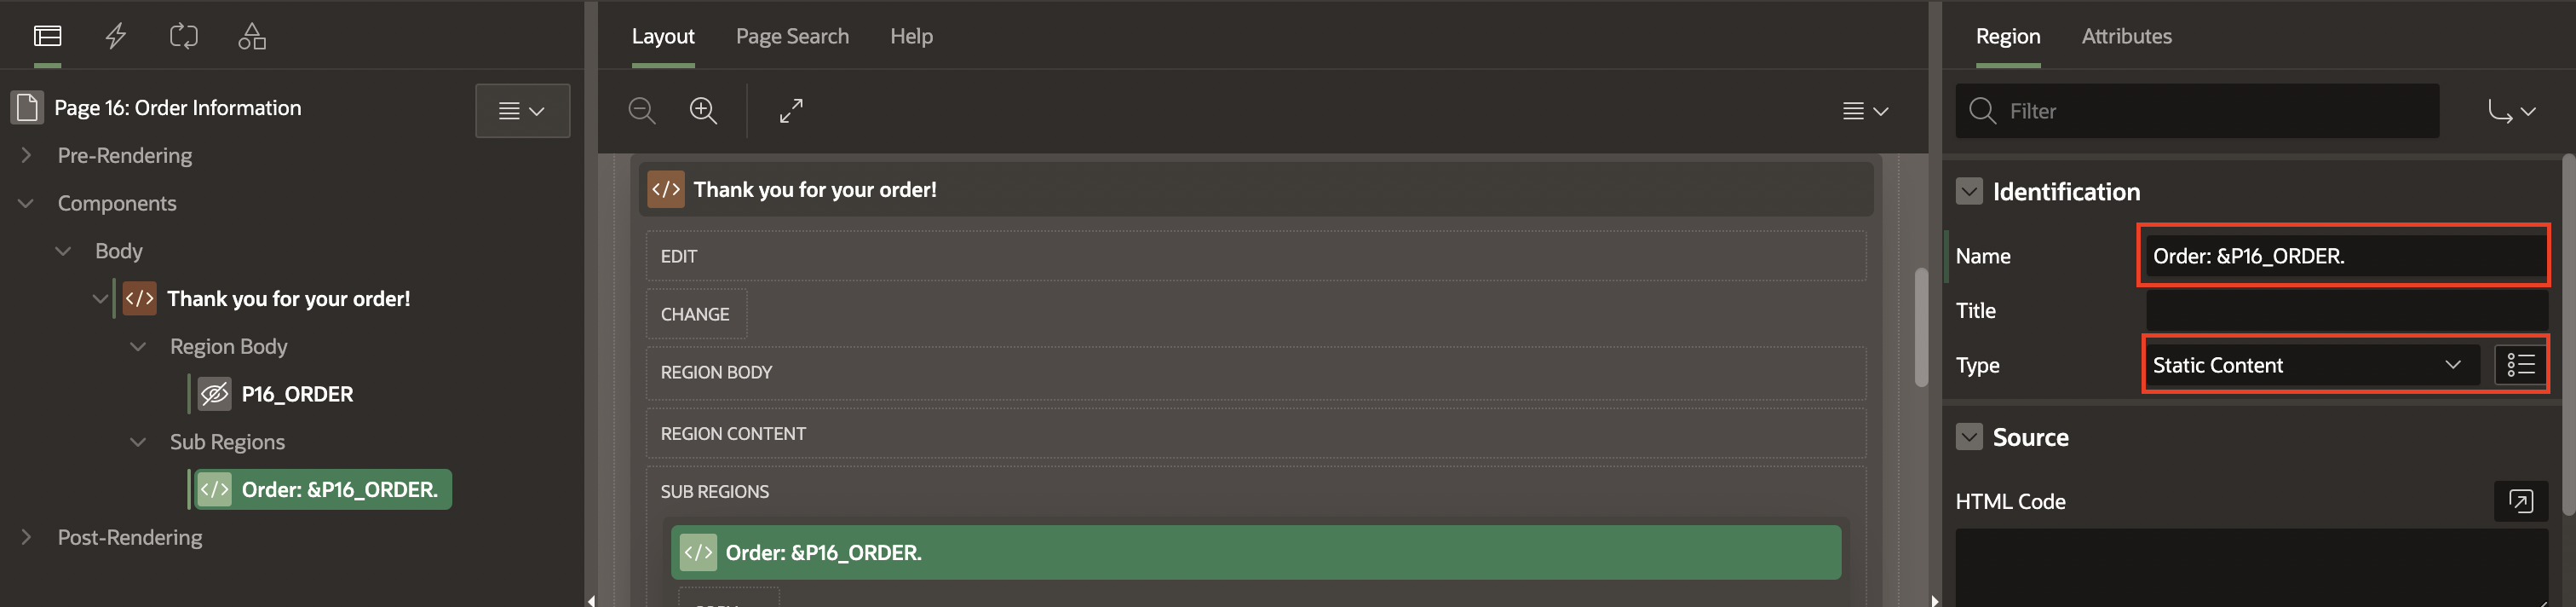 Page 16: Order Information
Pre-Rendering
Components
Body
</> Thank you for your order!
Region Body
P16_ORDER
Sub Regions
</> Order: &P16_ORDER.
Post-Rendering
Layout Page Search Help
</> Thank you for your order!
EDIT
CHANGE
REGION BODY
REGION CONTENT
SUB REGIONS
</> Order: &P16_ORDER.
Region Attributes
Filter
Identification
Name Order: &P16_ORDER.
Title
Type Static Content
Source
HTML Code